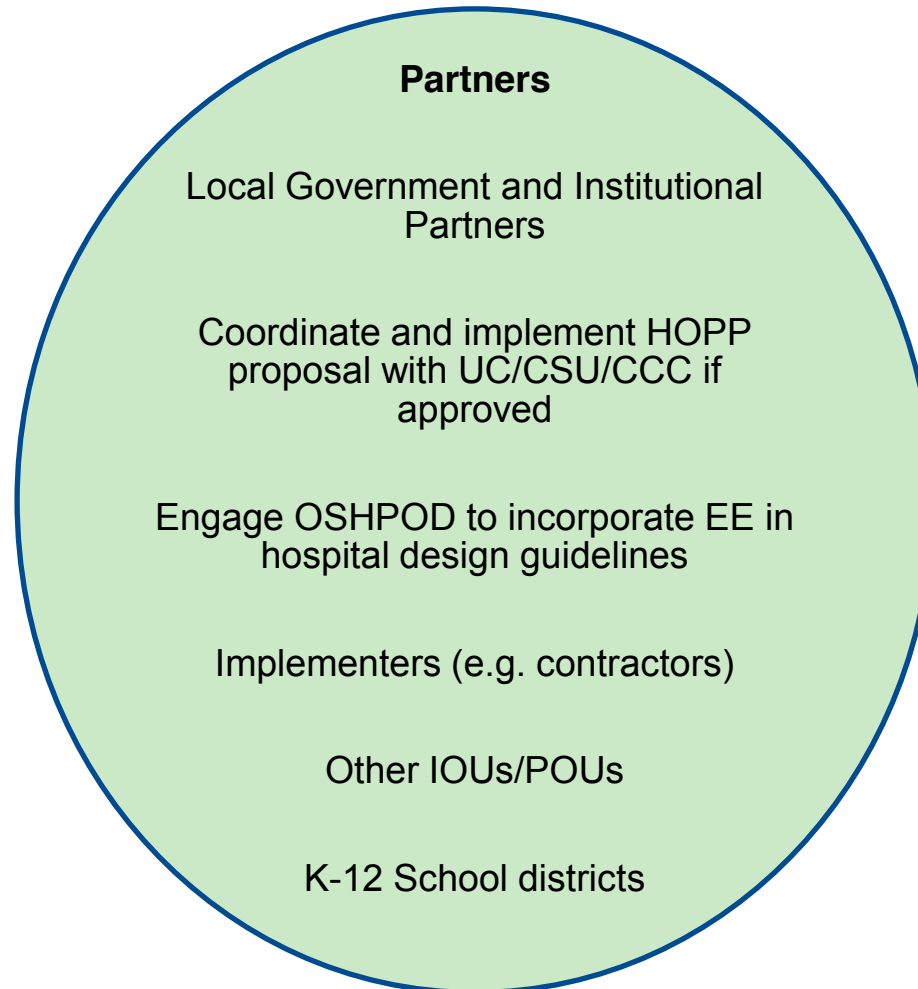 Partners
Local Government and Institutional
Partners
Coordinate and implement HOPP
proposal with UC/CSU/CCC if
approved
Engage OSHPOD to incorporate EE in
hospital design guidelines
Implementers (e.g. contractors)
Other IOUs/POUs
K-12 School districts